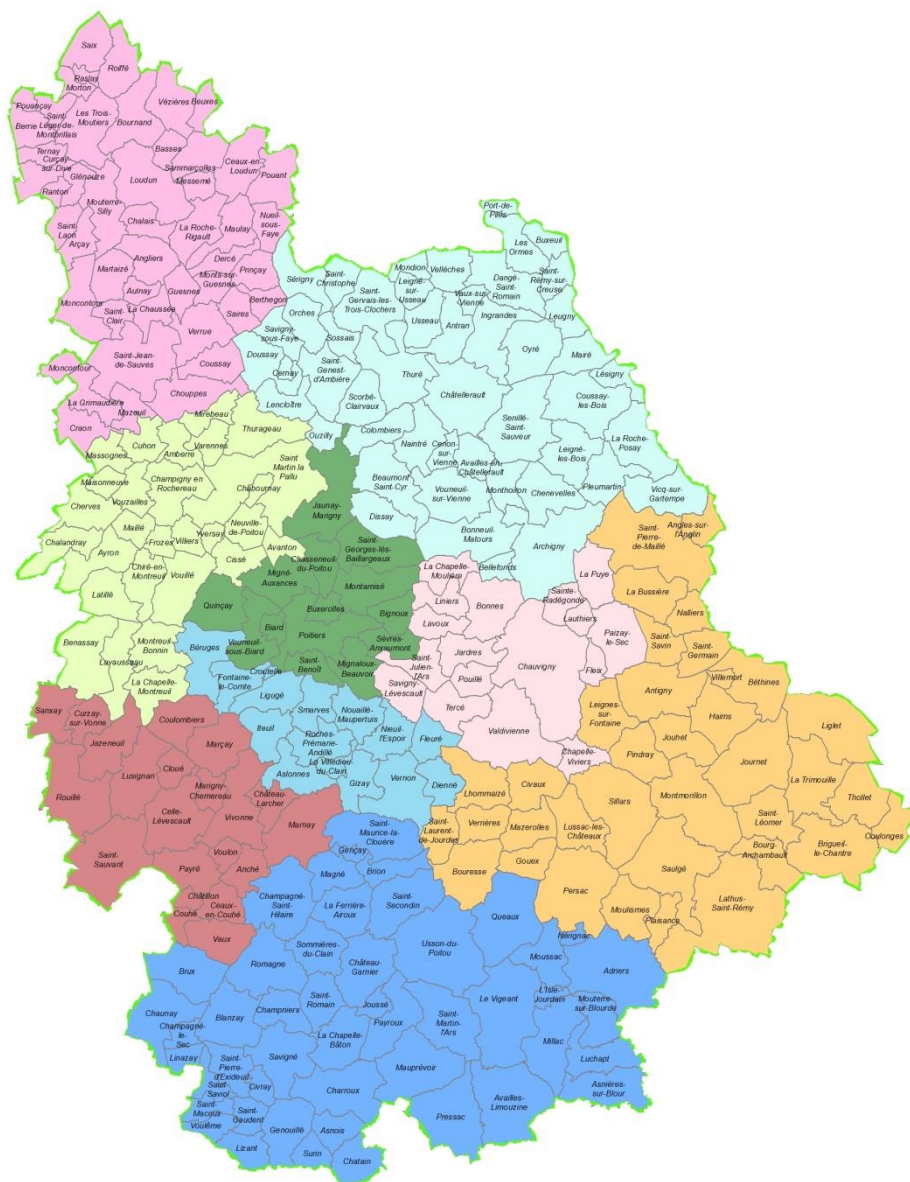 Saix
Roiffé
Raslay
Morton
Pouançay
Saint-
Léger-de-
Montbrillais
Berrie
Les Trois-
Moutiers
Bournand
Vézières
Beuxes
Ternay
Curçay-
sur-Dive
Glénouze
Ranton
Basses
Sammarçolles
Messemé
Ceaux-en-
Loudun
Pouant
Loudun
Mouterre-
Silly
Chalais
La Roche-
Rigault
Maulay
Nueil-
sous-
Faye
Saint-
Laon
Arçay
Angliers
Martaizé
Dercé
Monts-sur-
Guesnes
Prinçay
Aulnay
Guesnes
Berthegon
Moncontour
Saint-
Clair
La Chaussée
Saires
Verrue
Saint-Jean-
de-Sauves
Coussay
Moncontour
La Grimaudière
Mazeuil
Chouppes
Craon
Port-de-
Piles
Les
Ormes
Buxeuil
Sérigny
Saint-
Christophe
Mondion
Vellèches
Leigné-
sur-
Usseau
Saint-
Gervais-les-
Trois-Clochers
Vaux-sur-
Vienne
Dangé-
Saint-
Romain
Saint-
Rémy-sur-
Creuse
Orches
Usseau
Antran
Ingrandes
Leugny
Savigny-
sous-Faye
Sossais
Doussay
Cernay
Saint-
Genest-
d'Ambière
Thuré
Oyré
Mairé
Lésigny
Lencloître
Scorbé-
Clairvaux
Châtellerault
Coussay-
les-Bois
Ouzilly
Colombiers
Senillé-
Saint-
Sauveur
La Roche-
Posay
Naintré
Cenon-
sur-
Vienne
Availles-en-
Châtellerault
Leigné-
les-Bois
Beaumont
Saint-Cyr
Vouneuil-
sur-Vienne
Monthoiron
Chenevelles
Pleumartin
Vicq-sur-
Gartempe
Dissay
Bonneuil-
Matours
Archigny
Bellefonds
Mirebeau
Thurageau
Massognes
Cuhon
Amberre
Varennes
Saint
Martin la
Pallu
Maisonneuve
Champigny en
Rochereau
Chabournay
Cherves
Vouzailles
Maillé
Yversay
Neuville-
de-Poitou
Chalandray
Ayron
Frozes
Villiers
Avanton
Cissé
Chiré-en-
Montreuil
Vouillé
Latillé
Benassay
Lavausseau
Montreuil-
Bonnin
La Chapelle-
Montreuil
Jaunay-
Marigny
Saint-
Georges-lès-
Baillargeaux
Chasseneuil-
du-Poitou
Migné-
Auxances
Montamisé
Quinçay
Buxerolles
Bignoux
Biard
Poitiers
Sèvres-
Anxaumont
Vouneuil-
sous-Biard
Saint-
Benoît
Mignaloux-
Beauvoir
La Chapelle-
Moulière
Liniers
Bonnes
Sainte-
Radégonde
La Puye
Lauthiers
Lavoux
Paizay-
le-Sec
Jardres
Saint-
Julien-
l'Ars
Pouillé
Chauvigny
Fleix
Savigny-
Lévescault
Tercé
Valdivienne
Chapelle-
Viviers
Saint-
Pierre-
de-Maillé
Angles-sur-
l'Anglin
La Bussière
Nalliers
Saint-
Savin
Saint-
Germain
Villemort
Béthines
Antigny
Leignes-
sur-
Fontaine
Haims
Liglet
Jouhet
Pindray
Journet
La Trimouille
Montmorillon
Thollet
Sillars
Saint-
Léomer
Coulonges
Bourg-
Archambault
Brigueil-
le-Chantre
Lhommaizé
Civaux
Verrières
Mazerolles
Lussac-les-
Châteaux
Saint-
Laurent-
de-Jourdes
Gouex
Bouresse
Saulgé
Persac
Lathus-
Saint-Rémy
Moulismes
Plaisance
Béruges
Croutelle
Fontaine-
le-Comte
Ligugé
Smarves
Nouaillé-
Maupertuis
Iteuil
Roches-
Prémarie-
Andillé
Nieuil-
l'Espoir
Fleuré
La Villedieu-
du-Clain
Aslonnes
Gizay
Vernon
Dienné
Sanxay
Curzay-
sur-Vonne
Coulombiers
Jazeneuil
Marçay
Lusignan
Cloué
Rouillé
Marigny-
Chemereau
Château-
Larcher
Celle-
Lévescault
Vivonne
Marnay
Saint-
Sauvant
Voulon
Payré
Anché
Châtillon
Couhé
Ceaux-
en-Couhé
Vaux
Saint-
Maurice-la-
Clouère
Gençay
Brion
Magné
Champagné-
Saint-
Hilaire
La Ferrière-
Airoux
Saint-
Secondin
Queaux
Sommières-
du-Clain
Usson-du-
Poitou
Nérignac
Moussac
Romagne
Château-
Garnier
Adriers
Brux
Saint-
Romain
Le Vigeant
L'Isle-
Jourdain
Mouterre-
sur-Blourde
Chaunay
Blanzay
Champniers
Joussé
Payroux
Saint-
Martin-
l'Ars
Champagné-
le-
Sec
La Chapelle-
Bâton
Millac
Linazay
Saint-
Pierre-
d'Exideuil
Savigné
Mauprévoir
Luchapt
Saint-
Saviol
Civray
Charroux
Availles-
Limouzine
Asnières-
sur-Blour
Saint-
Macoux
Voulême
Saint-
Gaudent
Pressac
Genouillé
Asnois
Lizant
Surin
Chatain